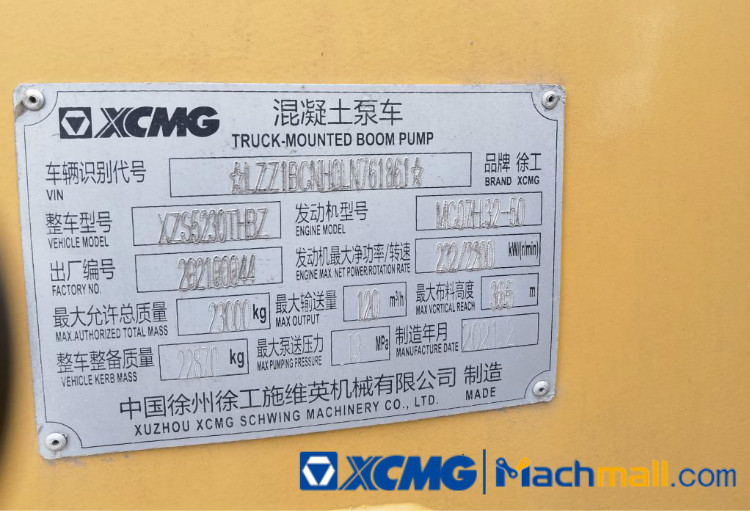 XCMG
混凝土泵车
TRUCK-MOUNTED BOOM PUMP
车辆识别代号
VIN
品牌 徐工
BRAND XCMG
整车型号 XZS5230THBZ
VEHICLE MODEL
发动机型号 MC07H.32-50
ENGINE MODEL
出厂编号
FACTORY NO.
发动机最大净功率/转速 kW/(r/min)
ENGINE MAX NET POWER/ROTATION RATE
最大允许总质量 23000 kg
MAX.AUTHORIZED TOTAL MASS
最大输送量 120 m³/h
MAX OUTPUT
最大布料高度 m
MAX VORTICAL REACH
整车整备质量 22870 kg
VEHICLE KERB MASS
最大泵送压力 MPa
MAX PUMPING PRESSURE
制造年月
MANUFACTURE DATE
中国徐州徐工施维英机械有限公司 制造
XUZHOU XCMG SCHWING MACHINERY CO., LTD. MADE
XCMG Machmall.com